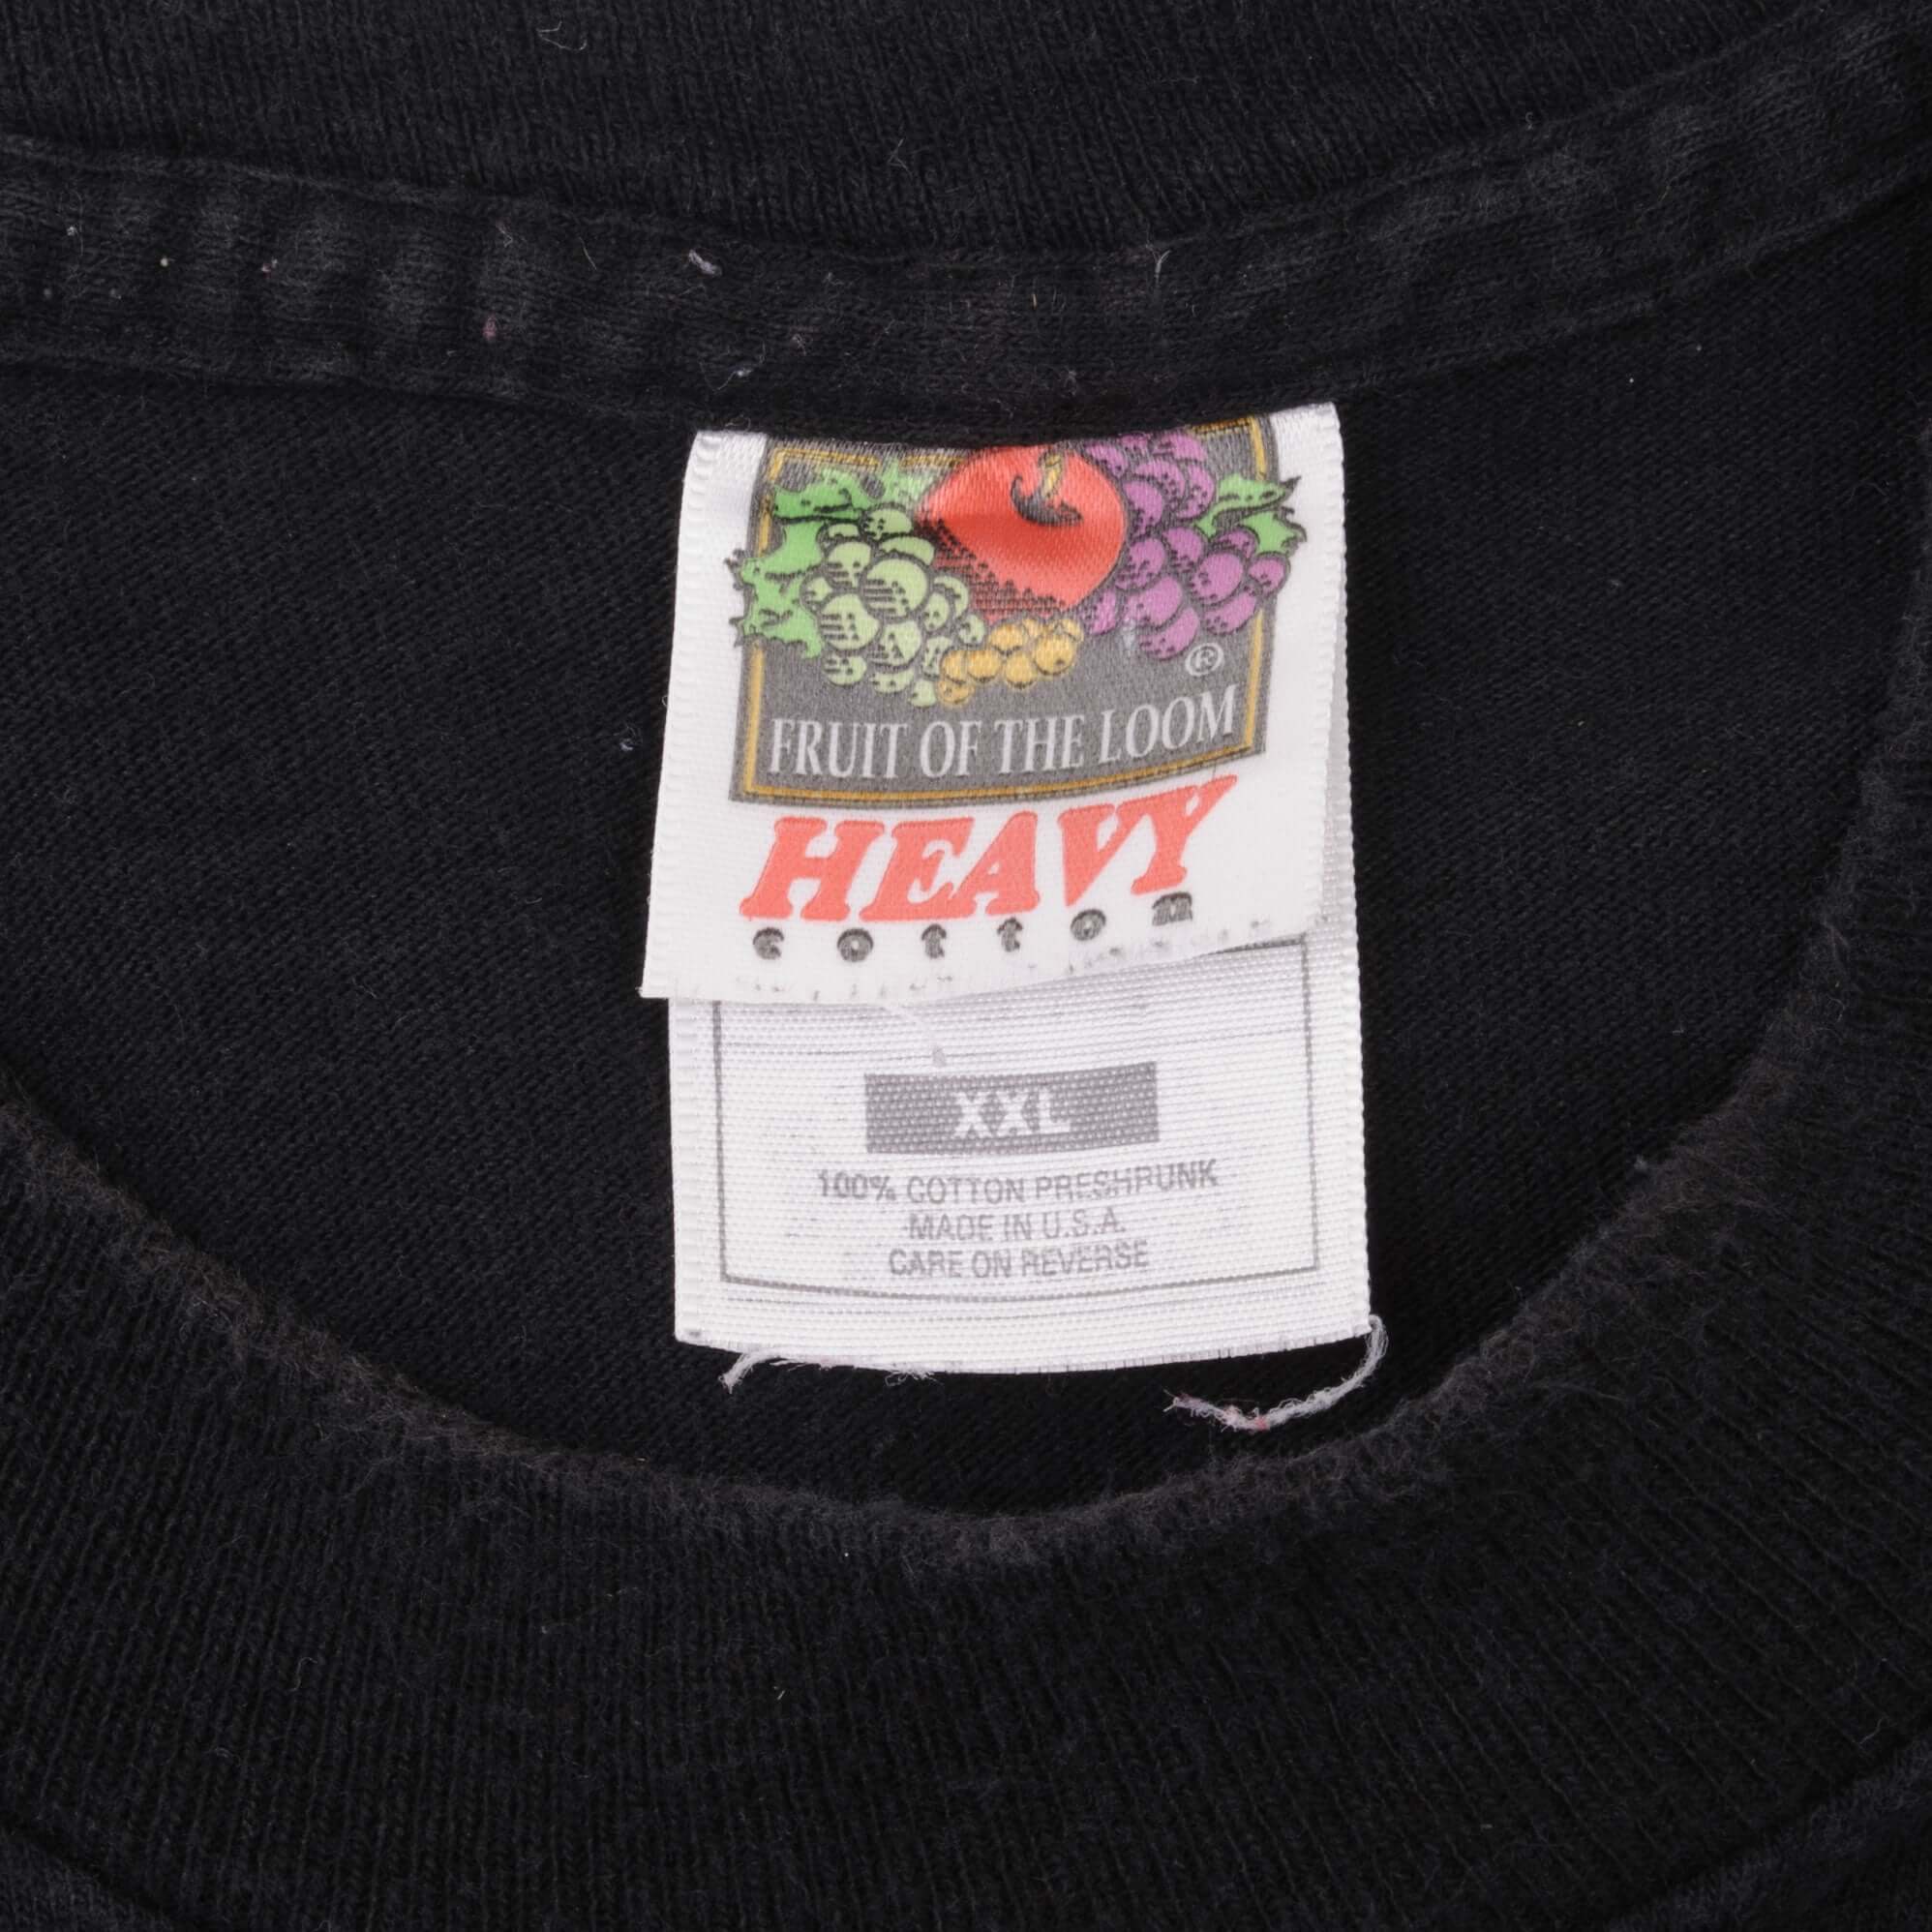 ®
FRUIT OF THE LOOM
HEAVY
cotton
XXL
100% COTTON PRESHRUNK
MADE IN U.S.A.
CARE ON REVERSE